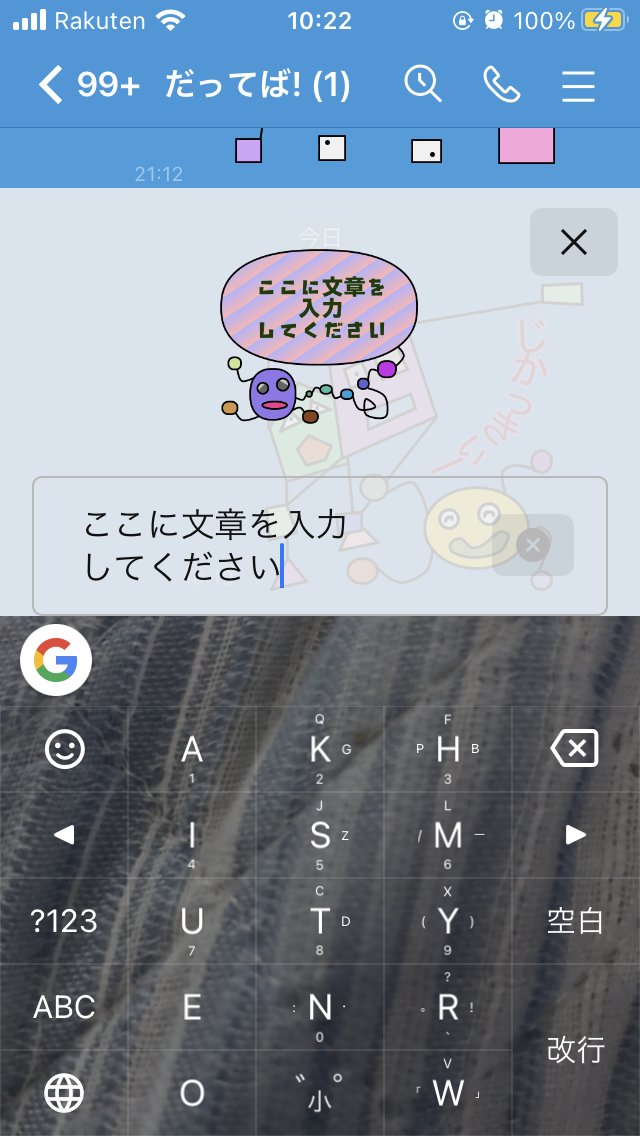 Rakuten 10:22 100%
99+ だってば! (1)
21:12
今日
ここに文章を
入力
してください
じかつきぃー
ここに文章を入力
してください
G
Q F
A K G P H B
1 2 3
J L
I S Z / M —
4 5 6
C X
?123 U T D ( Y ) 空白
7 8 9
?
ABC E : N · 。 R !
0 、
改行
V
O ゛小゜ 「 W 」